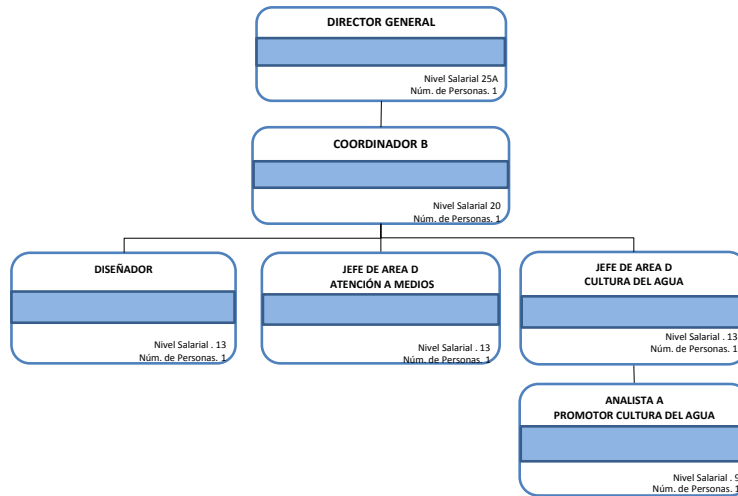 DIRECTOR GENERAL
Nivel Salarial 25A
Núm. de Personas. 1
COORDINADOR B
Nivel Salarial 20
Núm. de Personas. 1
DISEÑADOR
Nivel Salarial . 13
Núm. de Personas. 1
JEFE DE AREA D
ATENCIÓN A MEDIOS
Nivel Salarial . 13
Núm. de Personas. 1
JEFE DE AREA D
CULTURA DEL AGUA
Nivel Salarial . 13
Núm. de Personas. 1
ANALISTA A
PROMOTOR CULTURA DEL AGUA
Nivel Salarial . 9
Núm. de Personas. 1